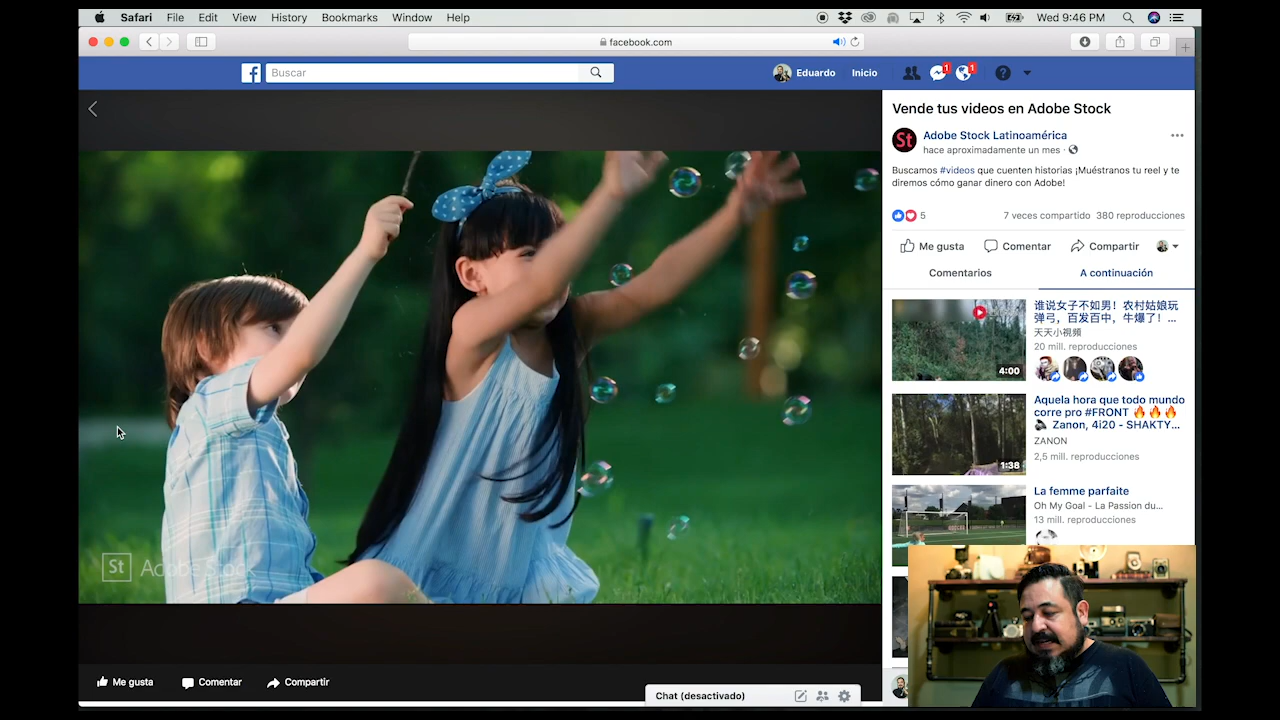 Safari File Edit View History Bookmarks Window Help Wed 9:46 PM
facebook.com
f Buscar Eduardo Inicio 1 1
Vende tus videos en Adobe Stock
St Adobe Stock Latinoamérica
hace aproximadamente un mes ·
Buscamos #videos que cuenten historias ¡Muéstranos tu reel y te
diremos cómo ganar dinero con Adobe!
5 7 veces compartido 380 reproducciones
Me gusta Comentar Compartir
Comentarios A continuación
谁说女子不如男！农村姑娘玩
弹弓，百发百中，牛爆了！...
天天小視頻
20 mill. reproducciones
4:00
Aquela hora que todo mundo
corre pro #FRONT 🔥🔥🔥
🔈 Zanon, 4i20 - SHAKTY...
ZANON
2,5 mill. reproducciones
1:38
La femme parfaite
Oh My Goal - La Passion du...
13 mill. reproducciones
St Adobe Stock
Me gusta Comentar Compartir
Chat (desactivado)